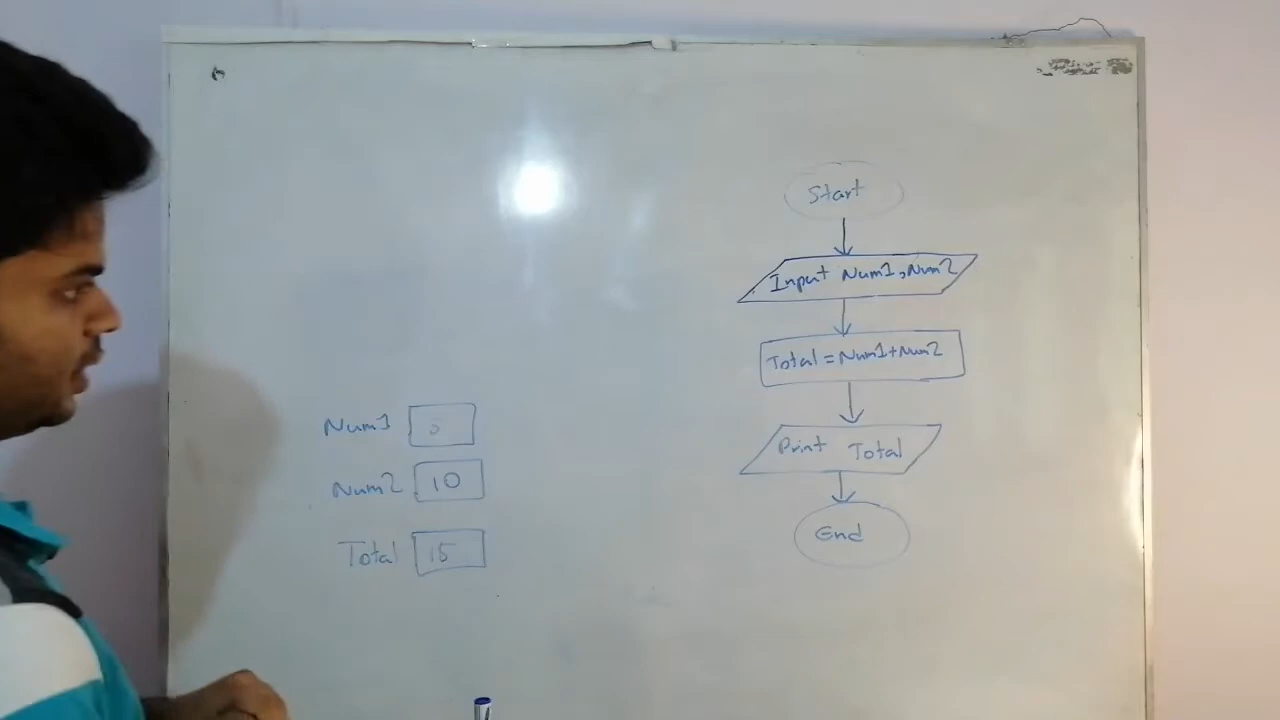 Start
Input Num1,Num2
Total=Num1+Num2
Print Total
End
Num1
Num2 10
Total 15